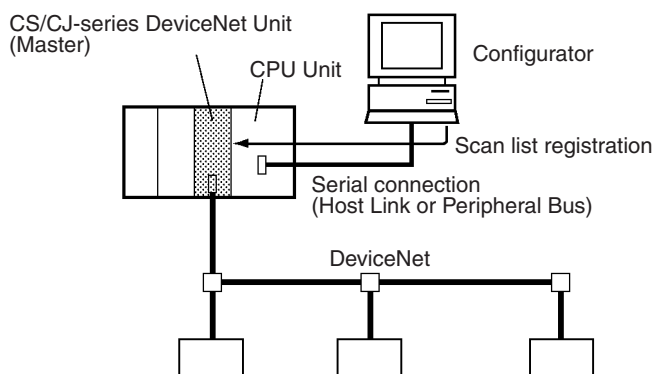 CS/CJ-series DeviceNet Unit
(Master)
CPU Unit
Configurator
Scan list registration
Serial connection
(Host Link or Peripheral Bus)
DeviceNet